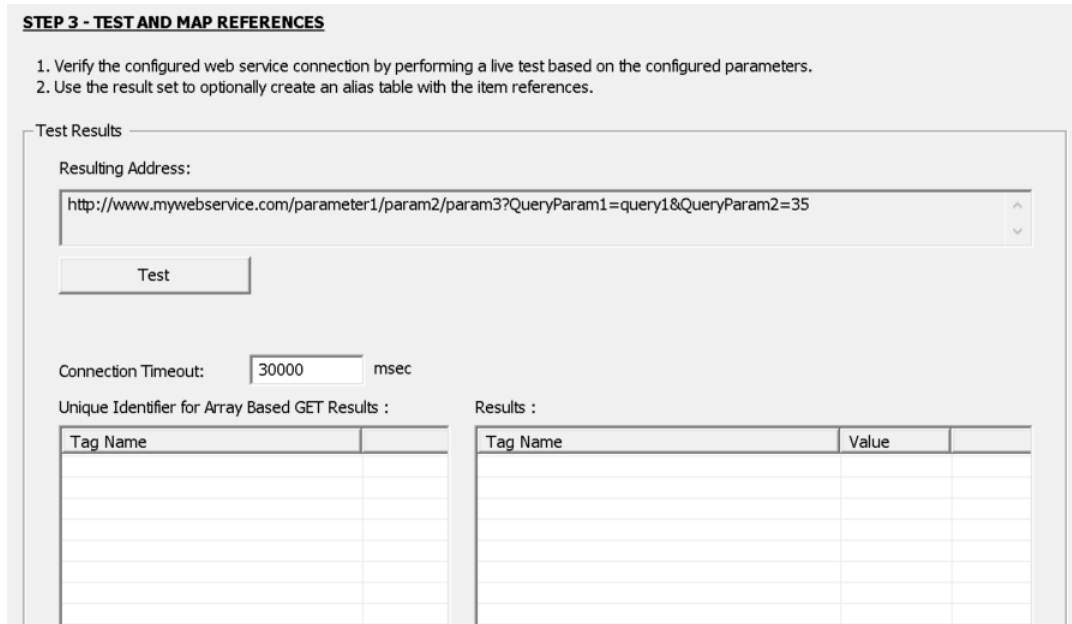 STEP 3 - TEST AND MAP REFERENCES
1. Verify the configured web service connection by performing a live test based on the configured parameters.
2. Use the result set to optionally create an alias table with the item references.
Test Results
Resulting Address:
http://www.mywebservice.com/parameter1/param2/param3?QueryParam1=query1&QueryParam2=35
Test
Connection Timeout: 30000 msec
Unique Identifier for Array Based GET Results : Results :
Tag Name Tag Name Value